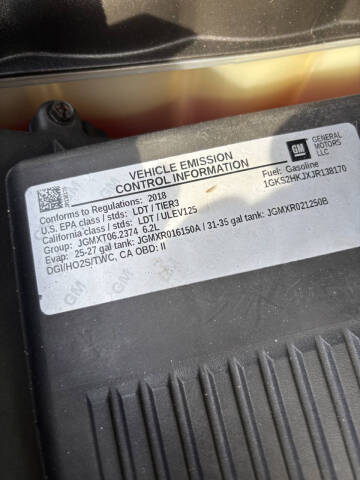 VEHICLE EMISSION
CONTROL INFORMATION
GM
GENERAL
MOTORS
LLC
Fuel: Gasoline
1GKS2HKJXJR138170
Conforms to Regulations: 2018
U.S. EPA class / stds: LDT / TIER3
California class / stds: LDT / ULEV125
Group: JGMXT06.2374 6.2L
Evap: 25-27 gal tank: JGMXR016150A / 31-35 gal tank: JGMXR021250B
DGI/HO2S/TWC, CA OBD: II